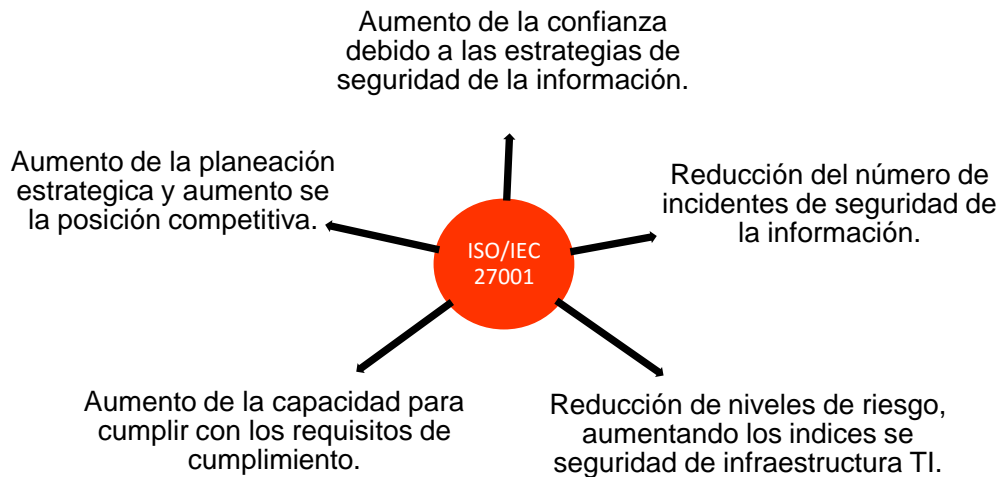 Aumento de la confianza
debido a las estrategias de
seguridad de la información.
Aumento de la planeación
estrategica y aumento se
la posición competitiva.
Reducción del número de
incidentes de seguridad de
la información.
ISO/IEC
27001
Aumento de la capacidad para
cumplir con los requisitos de
cumplimiento.
Reducción de niveles de riesgo,
aumentando los indices se
seguridad de infraestructura TI.